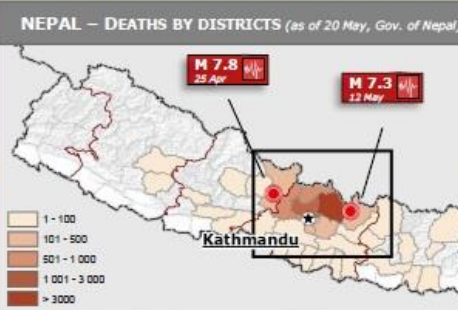 NEPAL – DEATHS BY DISTRICTS (as of 20 May, Gov. of Nepal)
M 7.8
25 Apr
M 7.3
12 May
Kathmandu
1 - 100
101 - 500
501 - 1 000
1 001 - 3 000
> 3000